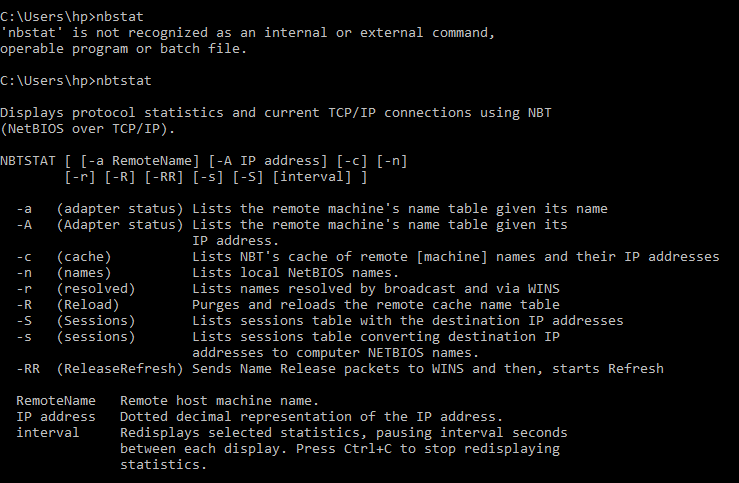 C:\Users\hp>nbstat
'nbstat' is not recognized as an internal or external command,
operable program or batch file.
C:\Users\hp>nbtstat
Displays protocol statistics and current TCP/IP connections using NBT
(NetBIOS over TCP/IP).
NBTSTAT [ [-a RemoteName] [-A IP address] [-c] [-n]
        [-r] [-R] [-RR] [-s] [-S] [interval] ]
  -a   (adapter status) Lists the remote machine's name table given its name
  -A   (Adapter status) Lists the remote machine's name table given its
                        IP address.
  -c   (cache)          Lists NBT's cache of remote [machine] names and their IP addresses
  -n   (names)          Lists local NetBIOS names.
  -r   (resolved)       Lists names resolved by broadcast and via WINS
  -R   (Reload)         Purges and reloads the remote cache name table
  -S   (Sessions)       Lists sessions table with the destination IP addresses
  -s   (sessions)       Lists sessions table converting destination IP
                        addresses to computer NETBIOS names.
  -RR  (ReleaseRefresh) Sends Name Release packets to WINS and then, starts Refresh
  RemoteName   Remote host machine name.
  IP address   Dotted decimal representation of the IP address.
  interval     Redisplays selected statistics, pausing interval seconds
               between each display. Press Ctrl+C to stop redisplaying
               statistics.